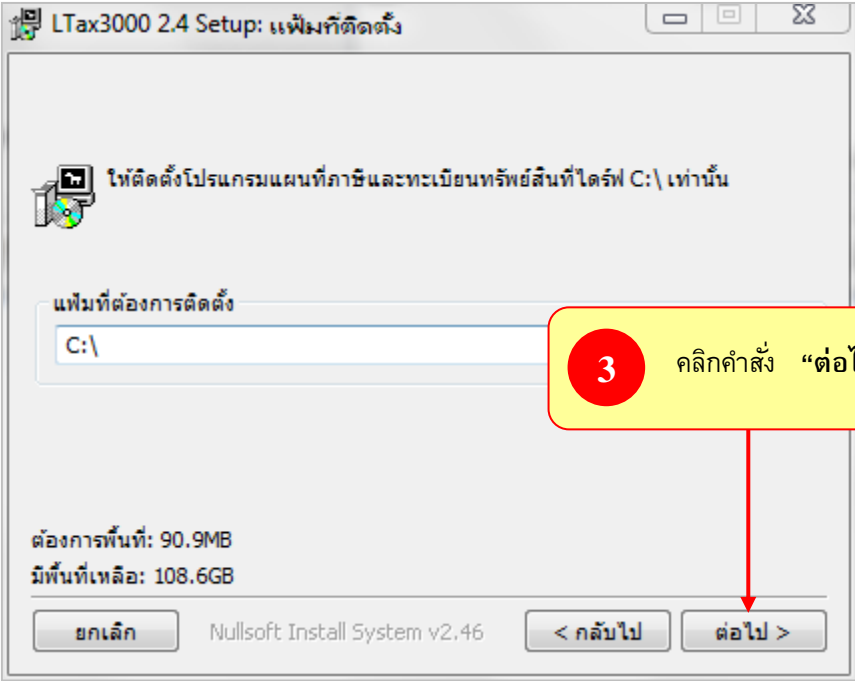 LTax3000 2.4 Setup: แฟ้มที่ติดตั้ง
ให้ติดตั้งโปรแกรมแผนที่ภาษีและทะเบียนทรัพย์สินที่ไดร์ฟ C:\ เท่านั้น
แฟ้มที่ต้องการติดตั้ง
C:\
3 คลิกคำสั่ง “ต่อ
ต้องการพื้นที่: 90.9MB
มีพื้นที่เหลือ: 108.6GB
ยกเลิก Nullsoft Install System v2.46 < กลับไป ต่อไป >